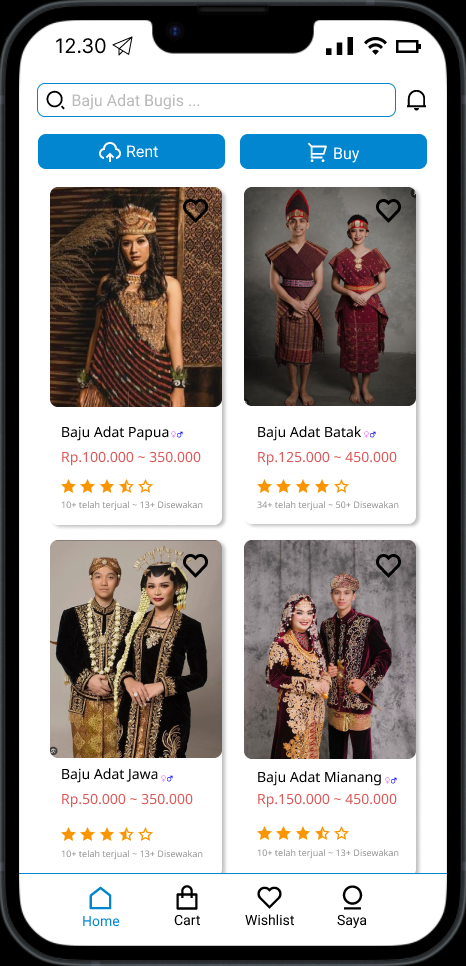 12.30
Baju Adat Bugis ...
Rent
Buy
Baju Adat Papua
Rp.100.000 ~ 350.000
10+ telah terjual ~ 13+ Disewakan
Baju Adat Batak
Rp.125.000 ~ 450.000
34+ telah terjual ~ 50+ Disewakan
Baju Adat Jawa
Rp.50.000 ~ 350.000
10+ telah terjual ~ 13+ Disewakan
Baju Adat Mianang
Rp.150.000 ~ 450.000
10+ telah terjual ~ 13+ Disewakan
Home
Cart
Wishlist
Saya